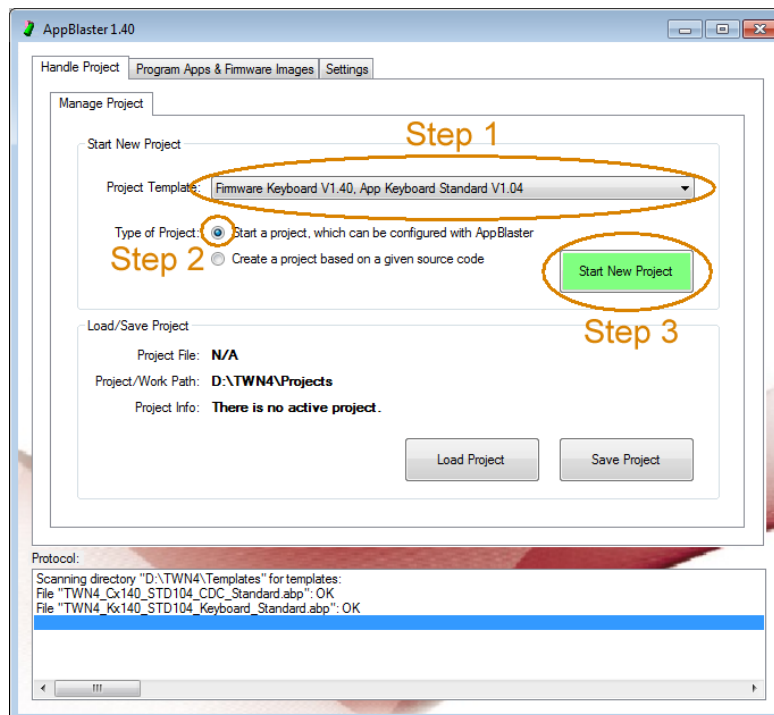 AppBlaster 1.40
Handle Project Program Apps & Firmware Images Settings
Manage Project
Step 1
Start New Project
Project Template: Firmware Keyboard V1.40, App Keyboard Standard V1.04
Type of Project: Start a project, which can be configured with AppBlaster
Step 2 Create a project based on a given source code
Start New Project
Step 3
Load/Save Project
Project File: N/A
Project/Work Path: D:\TWN4\Projects
Project Info: There is no active project.
Load Project Save Project
Protocol:
Scanning directory "D:\TWN4\Templates" for templates:
File "TWN4_Cx140_STD104_CDC_Standard.abp": OK
File "TWN4_Kx140_STD104_Keyboard_Standard.abp": OK